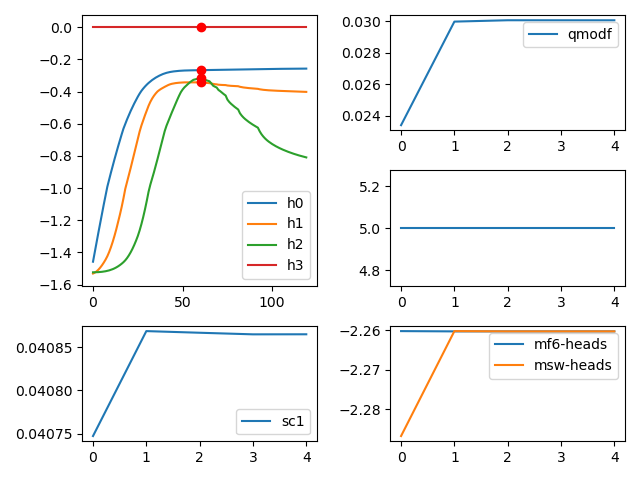 0.0
−0.2
−0.4
−0.6
−0.8
−1.0
−1.2
−1.4
−1.6
0 50 100
h0
h1
h2
h3
0.030
0.028
0.026
0.024
0 1 2 3 4
qmodf
5.2
5.0
4.8
0 1 2 3 4
0.04085
0.04080
0.04075
0 1 2 3 4
sc1
−2.26
−2.27
−2.28
0 1 2 3 4
mf6-heads
msw-heads